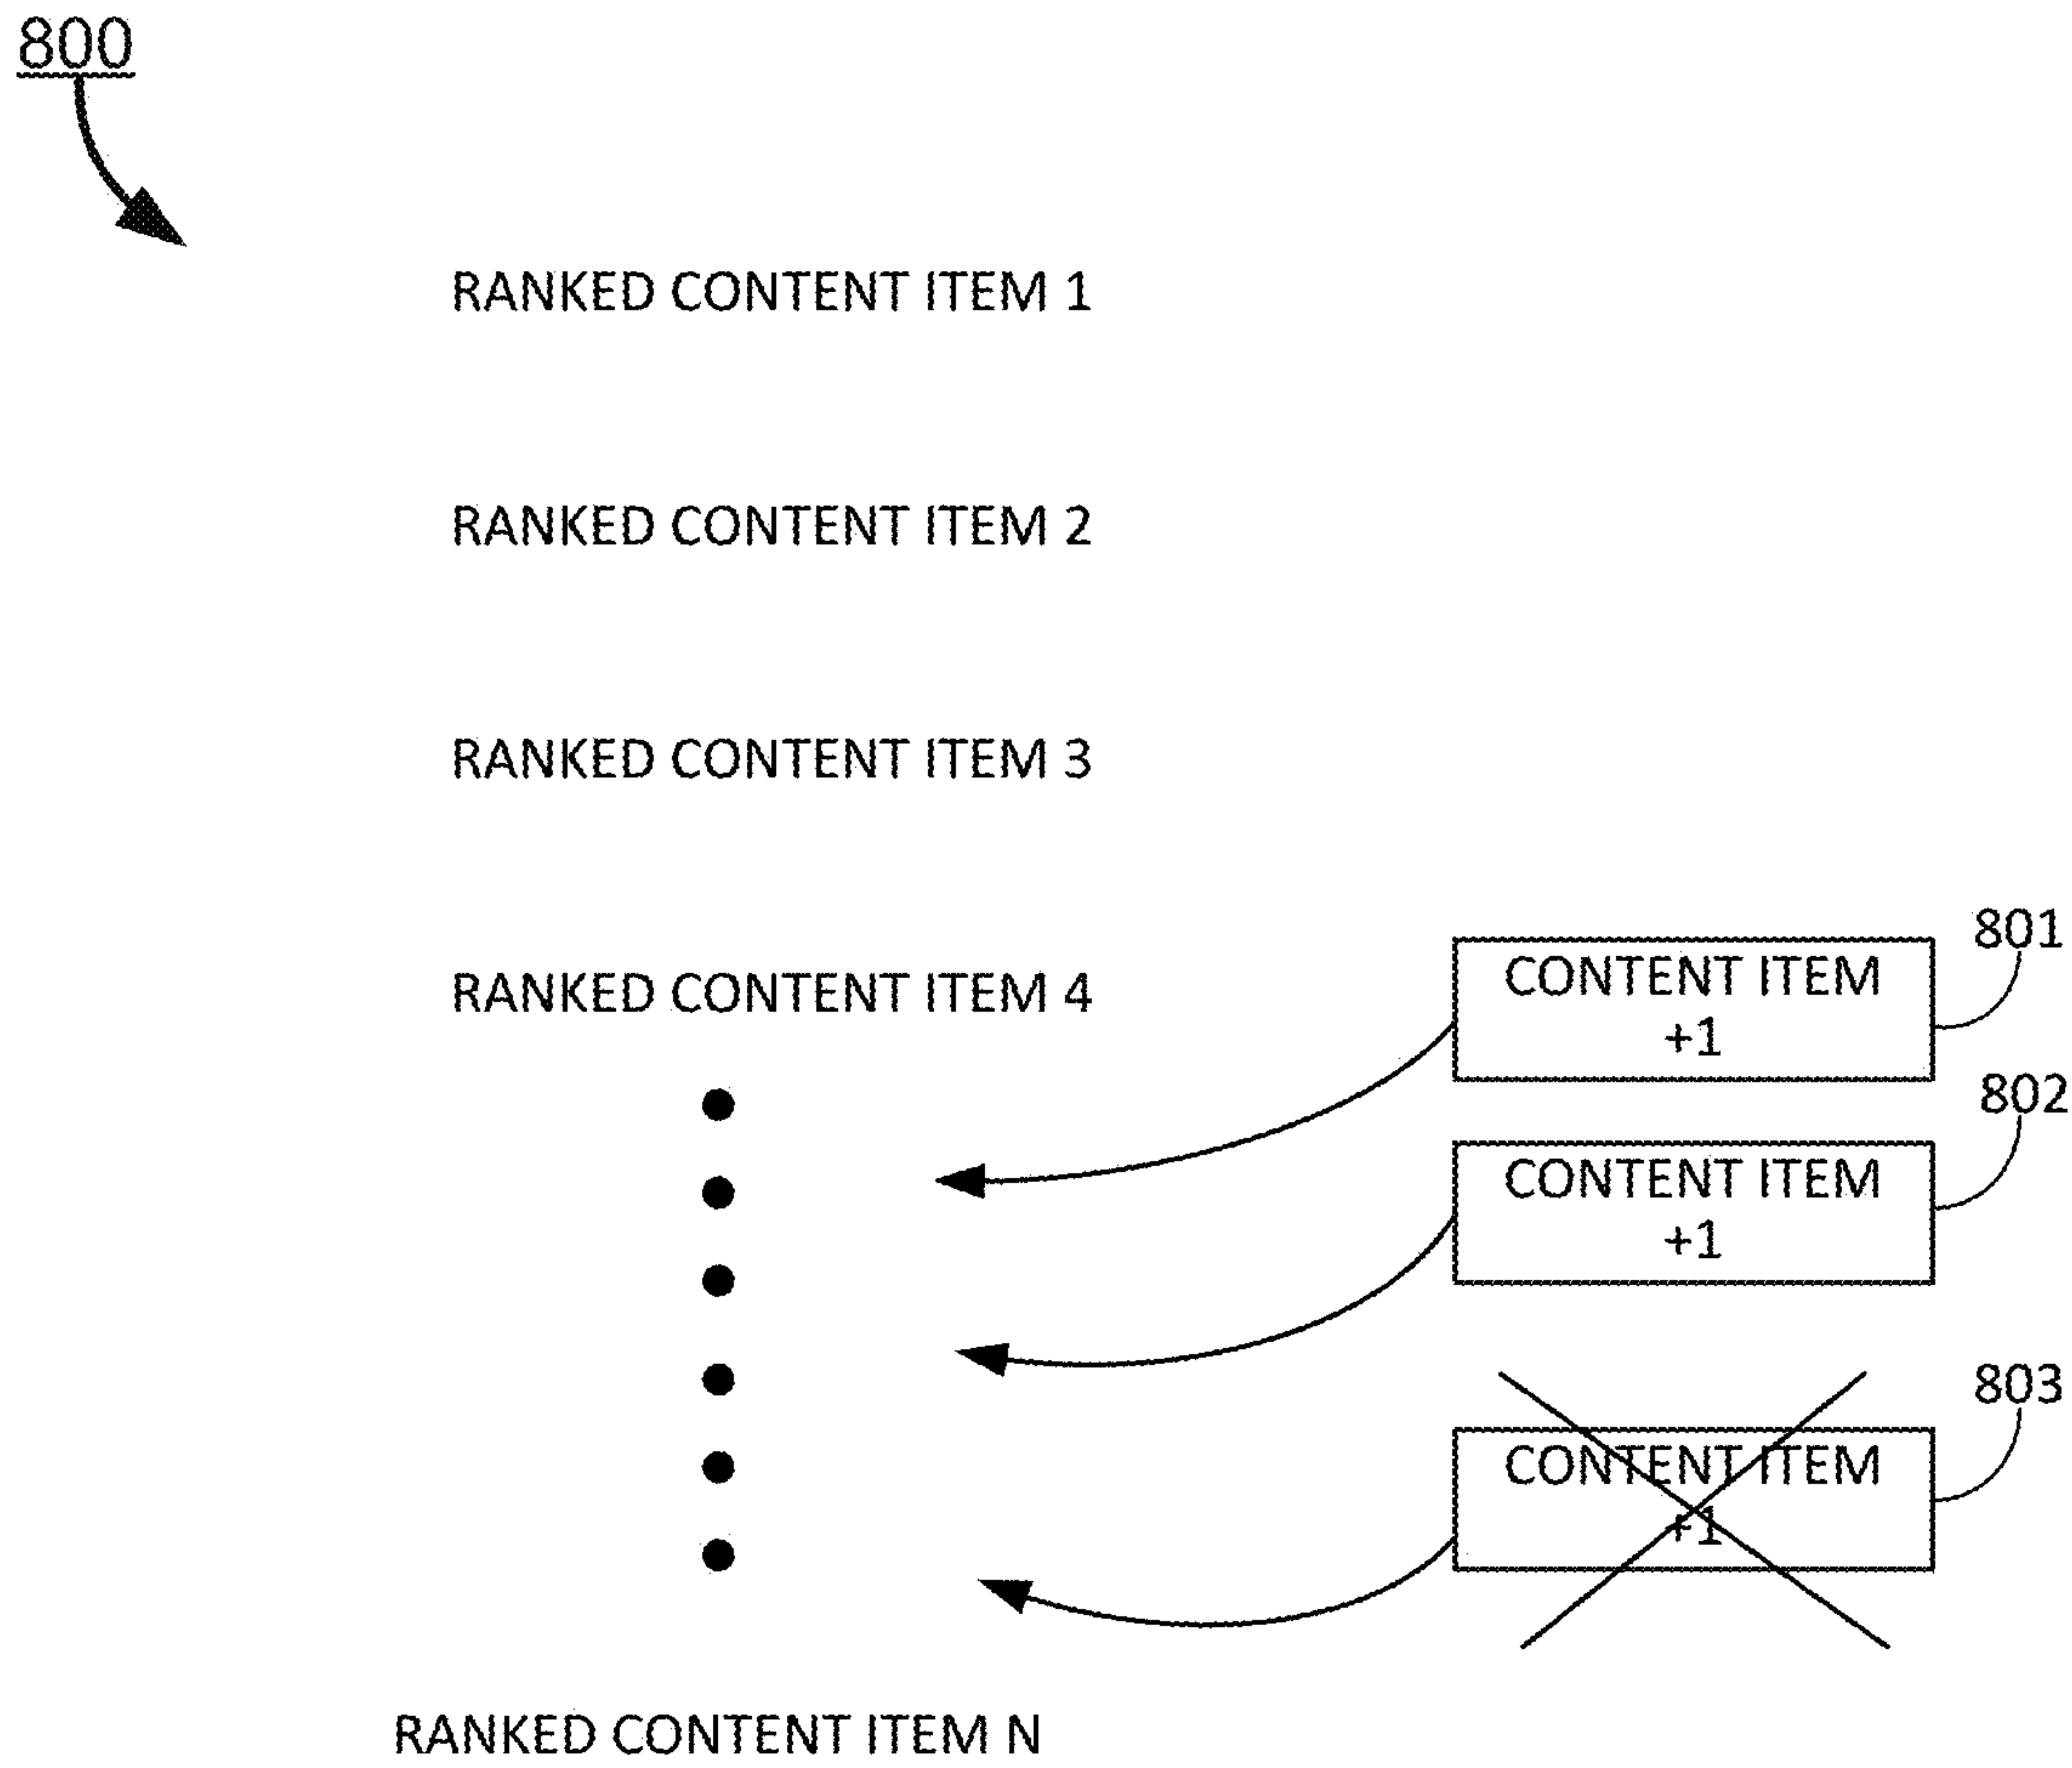 800
RANKED CONTENT ITEM 1
RANKED CONTENT ITEM 2
RANKED CONTENT ITEM 3
RANKED CONTENT ITEM 4
801
CONTENT ITEM
+1
802
CONTENT ITEM
+1
803
CONTENT ITEM
+1
RANKED CONTENT ITEM N